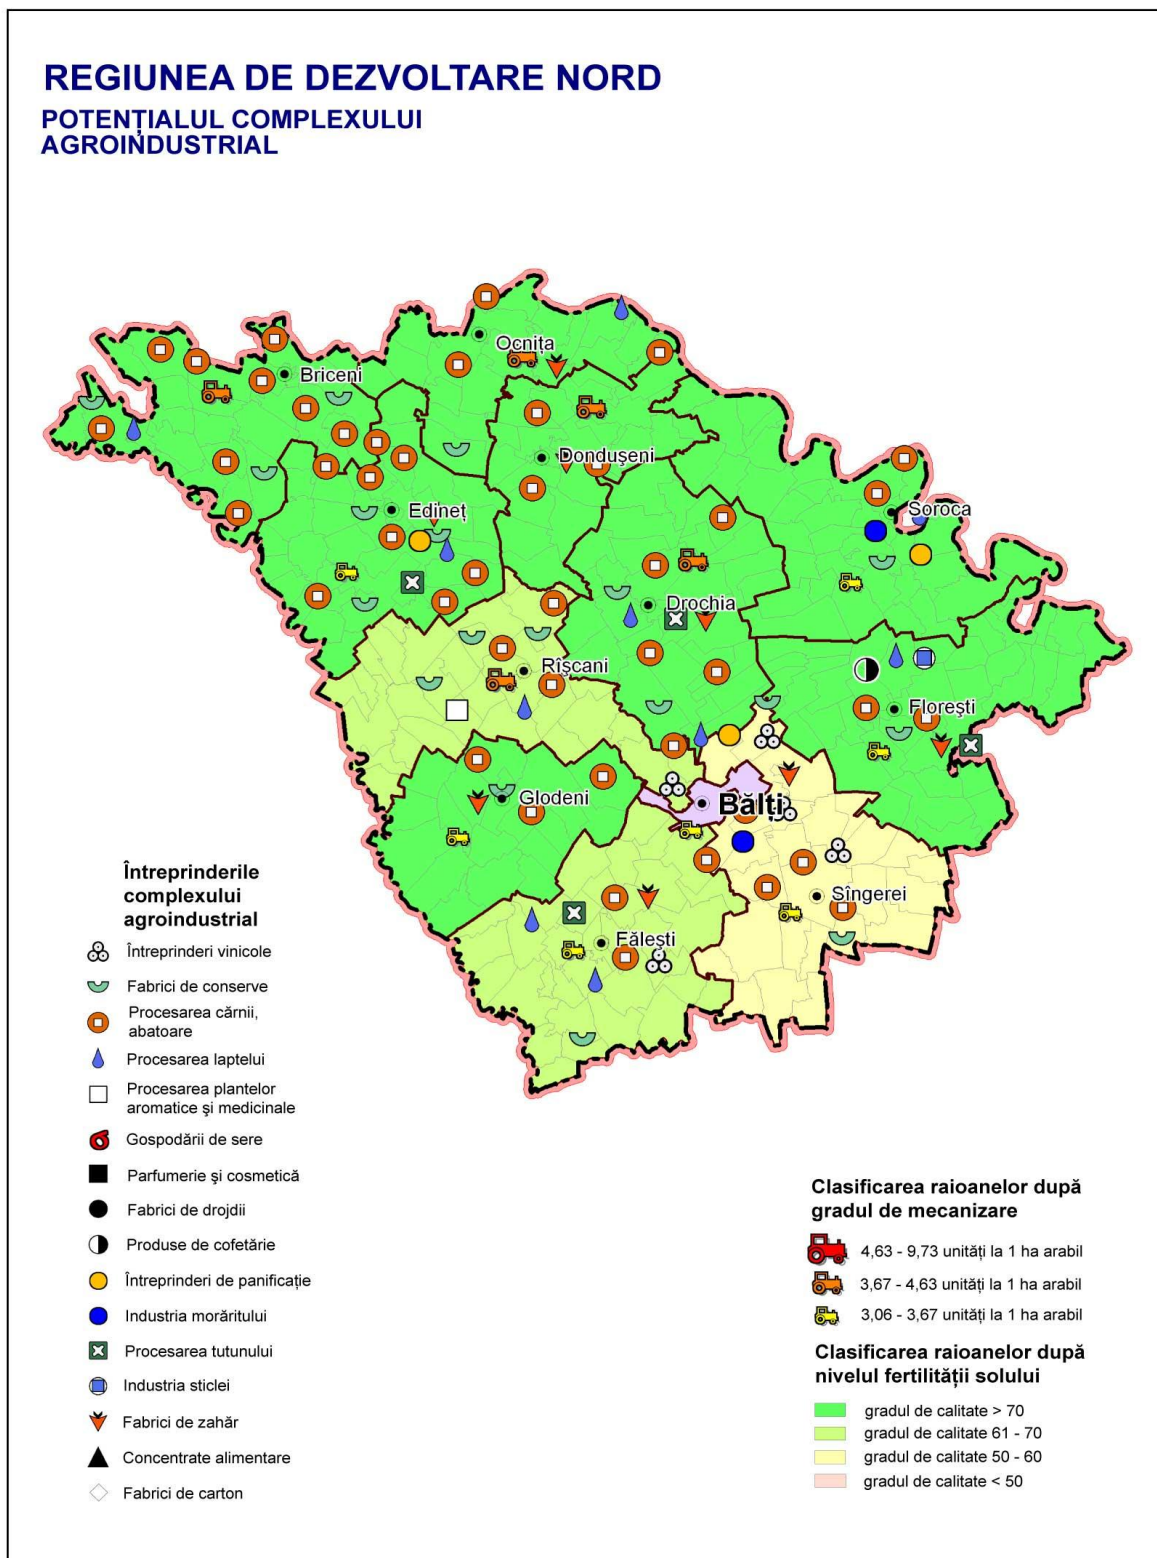 REGIUNEA DE DEZVOLTARE NORD
POTENȚIALUL COMPLEXULUI
AGROINDUSTRIAL
Ocnița
Briceni
Dondușeni
Edineț
Soroca
Drochia
Rîșcani
Florești
Glodeni
Bălți
Sîngerei
Fălești
Întreprinderile
complexului
agroindustrial
Întreprinderi vinicole
Fabrici de conserve
Procesarea cărnii,
abatoare
Procesarea laptelui
Procesarea plantelor
aromatice și medicinale
Gospodării de sere
Parfumerie și cosmetică
Fabrici de drojdii
Produse de cofetărie
Întreprinderi de panificație
Industria morăritului
Procesarea tutunului
Industria sticlei
Fabrici de zahăr
Concentrate alimentare
Fabrici de carton
Clasificarea raioanelor după
gradul de mecanizare
4,63 - 9,73 unități la 1 ha arabil
3,67 - 4,63 unități la 1 ha arabil
3,06 - 3,67 unități la 1 ha arabil
Clasificarea raioanelor după
nivelul fertilității solului
gradul de calitate > 70
gradul de calitate 61 - 70
gradul de calitate 50 - 60
gradul de calitate < 50